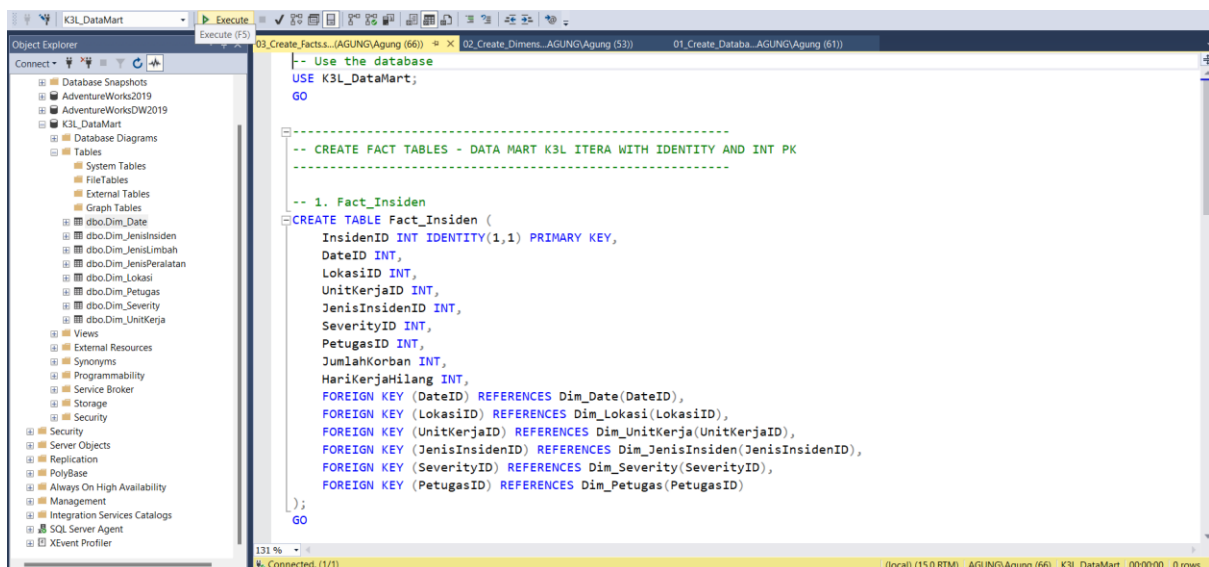 K3L_DataMart
Execute
Execute (F5)
Object Explorer
Connect
Database Snapshots
AdventureWorks2019
AdventureWorksDW2019
K3L_DataMart
Database Diagrams
Tables
System Tables
FileTables
External Tables
Graph Tables
dbo.Dim_Date
dbo.Dim_JenisInsiden
dbo.Dim_JenisLimbah
dbo.Dim_JenisPeralatan
dbo.Dim_Lokasi
dbo.Dim_Petugas
dbo.Dim_Severity
dbo.Dim_UnitKerja
Views
External Resources
Synonyms
Programmability
Service Broker
Storage
Security
Security
Server Objects
Replication
PolyBase
Always On High Availability
Management
Integration Services Catalogs
SQL Server Agent
XEvent Profiler
03_Create_Facts.s...(AGUNG\Agung (66)) 02_Create_Dimens...AGUNG\Agung (53)) 01_Create_Databa...AGUNG\Agung (61))
-- Use the database
USE K3L_DataMart;
GO
------------------------------------------------------------
-- CREATE FACT TABLES - DATA MART K3L ITERA WITH IDENTITY AND INT PK
------------------------------------------------------------
-- 1. Fact_Insiden
CREATE TABLE Fact_Insiden (
InsidenID INT IDENTITY(1,1) PRIMARY KEY,
DateID INT,
LokasiID INT,
UnitKerjaID INT,
JenisInsidenID INT,
SeverityID INT,
PetugasID INT,
JumlahKorban INT,
HariKerjaHilang INT,
FOREIGN KEY (DateID) REFERENCES Dim_Date(DateID),
FOREIGN KEY (LokasiID) REFERENCES Dim_Lokasi(LokasiID),
FOREIGN KEY (UnitKerjaID) REFERENCES Dim_UnitKerja(UnitKerjaID),
FOREIGN KEY (JenisInsidenID) REFERENCES Dim_JenisInsiden(JenisInsidenID),
FOREIGN KEY (SeverityID) REFERENCES Dim_Severity(SeverityID),
FOREIGN KEY (PetugasID) REFERENCES Dim_Petugas(PetugasID)
);
GO
131 %
Connected. (1/1) (local) (15.0 RTM) AGUNG\Agung (66) K3L_DataMart 00:00:00 0 rows